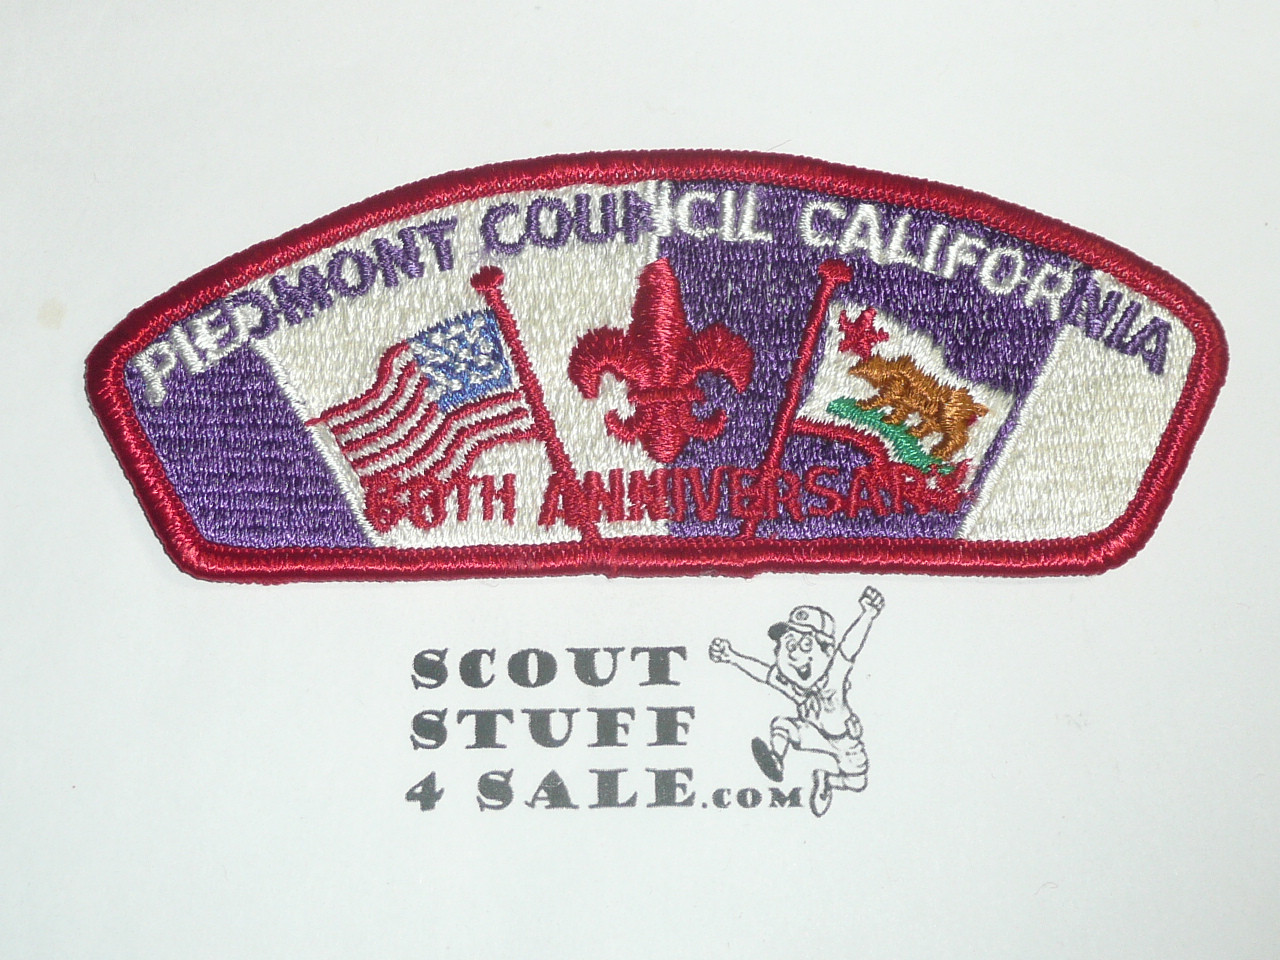 PIEDMONT COUNCIL CALIFORNIA
60TH ANNIVERSARY
SCOUT
STUFF
4 SALE.COM